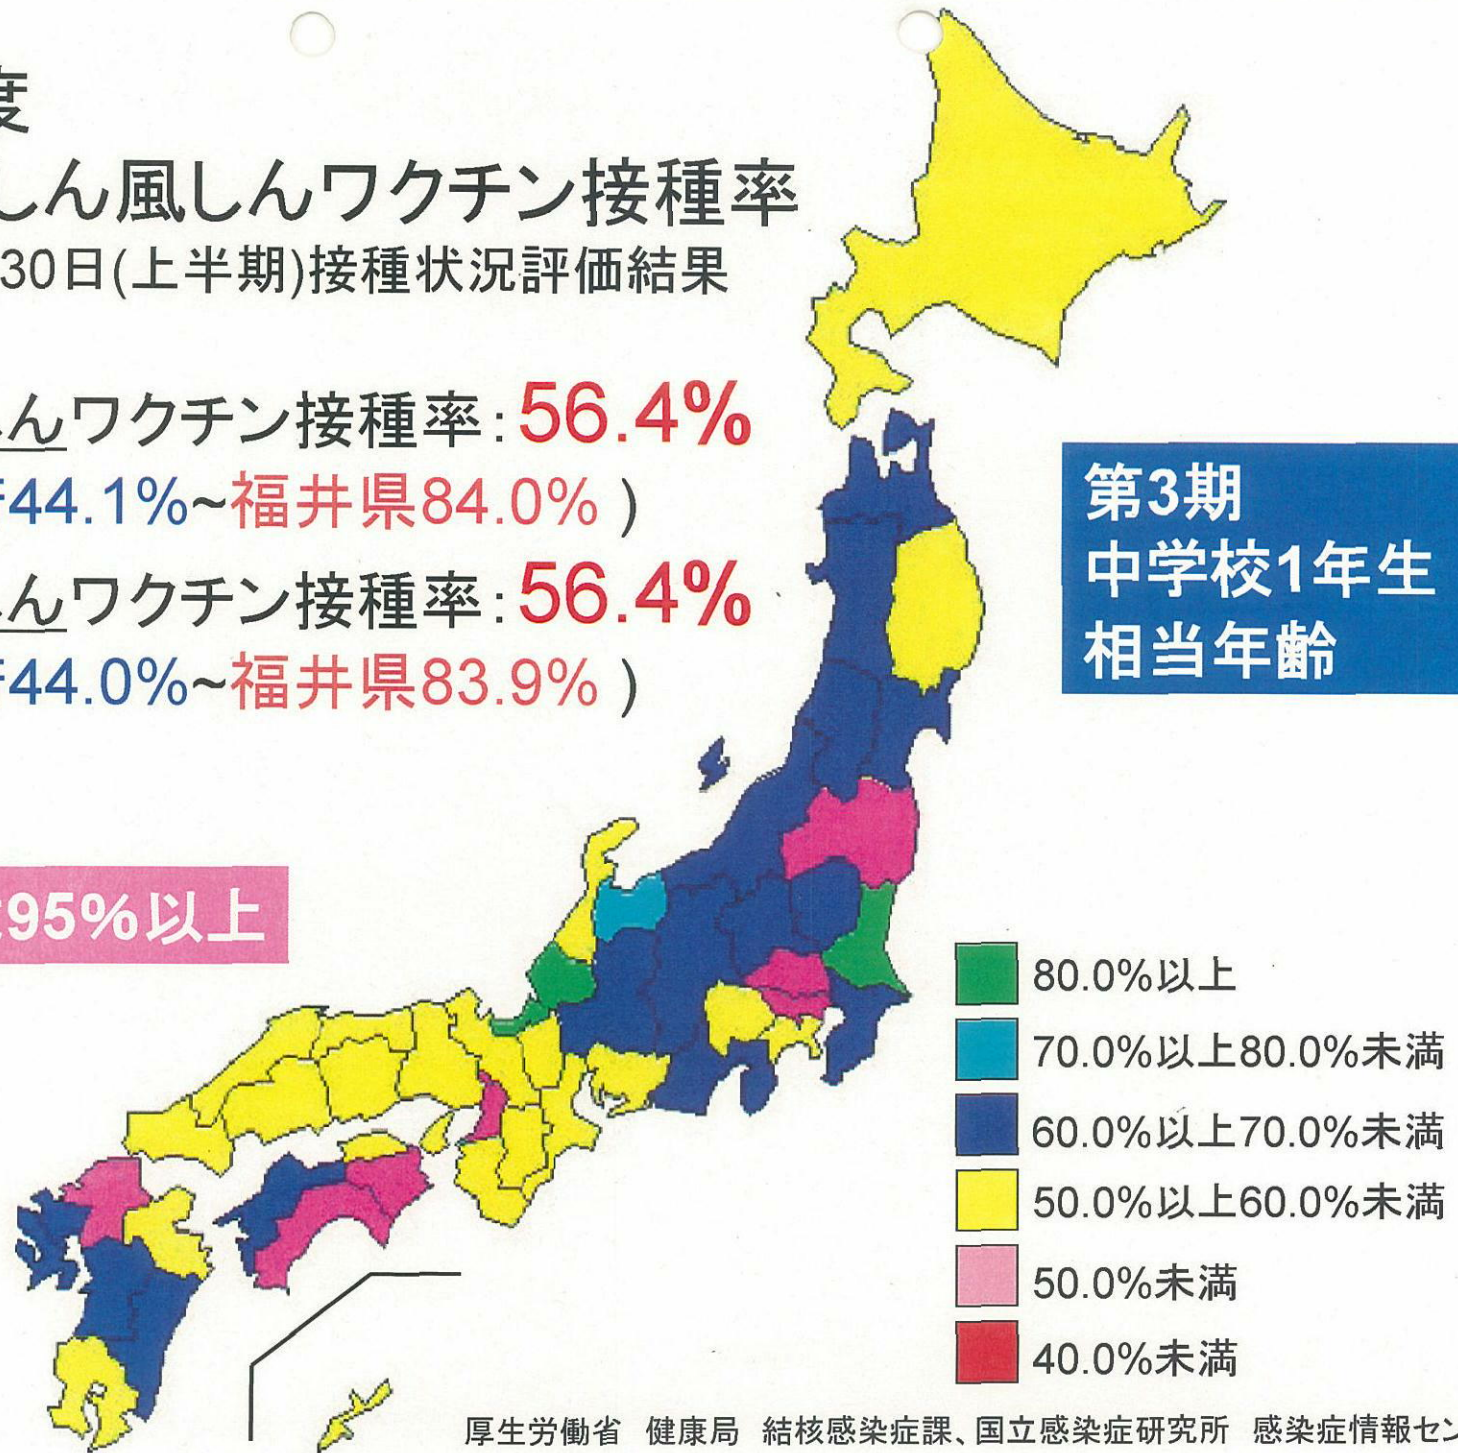 度
しん風しんワクチン接種率
30日(上半期)接種状況評価結果
んワクチン接種率:56.4%
44.1%~福井県84.0% )
んワクチン接種率:56.4%
44.0%~福井県83.9% )
第3期
中学校1年生
相当年齢
95%以上
80.0%以上
70.0%以上80.0%未満
60.0%以上70.0%未満
50.0%以上60.0%未満
50.0%未満
40.0%未満
厚生労働省 健康局 結核感染症課、国立感染症研究所 感染症情報セン